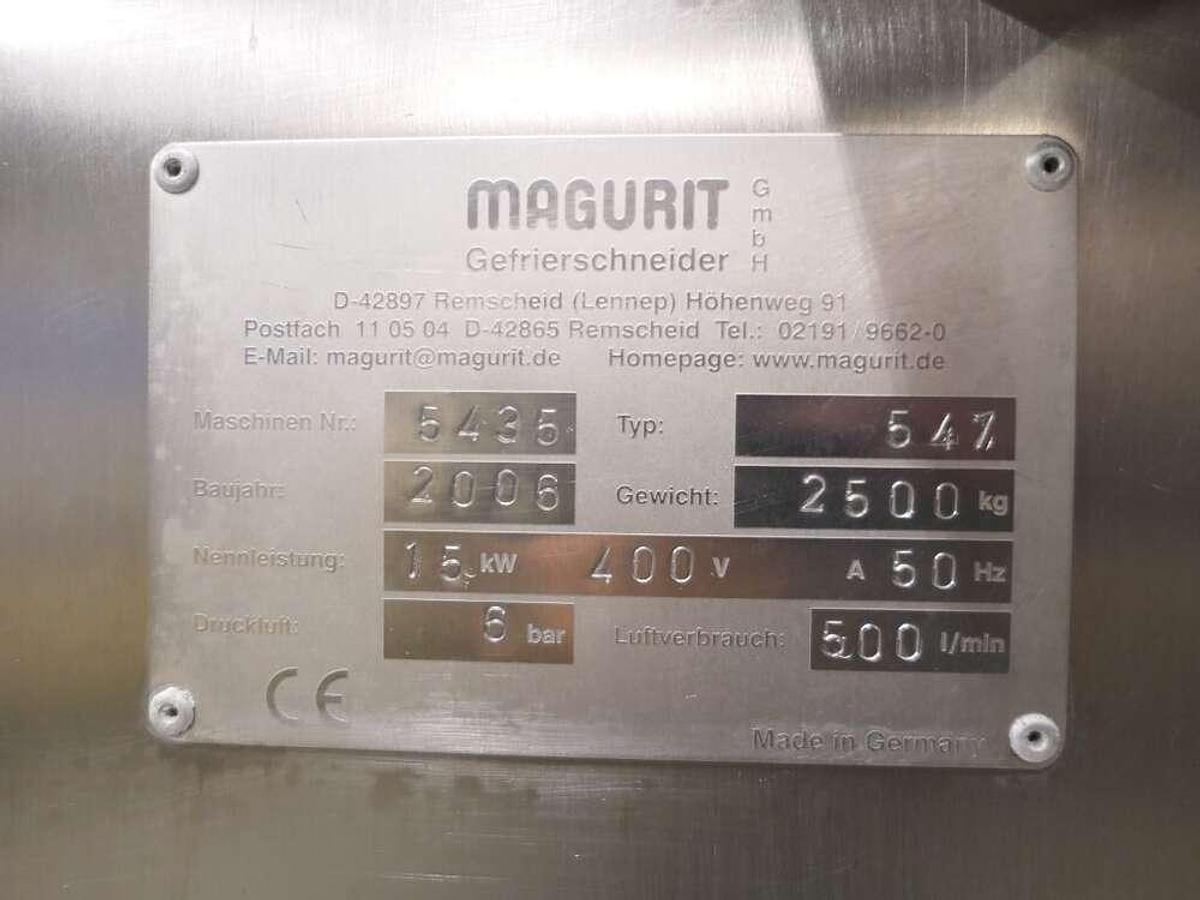 MAGURIT GmbH
Gefrierschneider
D-42897 Remscheid (Lennep) Höhenweg 91
Postfach 11 05 04 D-42865 Remscheid Tel.: 02191/9662-0
E-Mail: magurit@magurit.de Homepage: www.magurit.de
Maschinen Nr.: 5435 Typ: 547
Baujahr: 2006 Gewicht: 2500 kg
Nennleistung: 15 kW 400 V A 50 Hz
Druckluft: 6 bar Luftverbrauch: 500 l/min
CE
Made in Germany